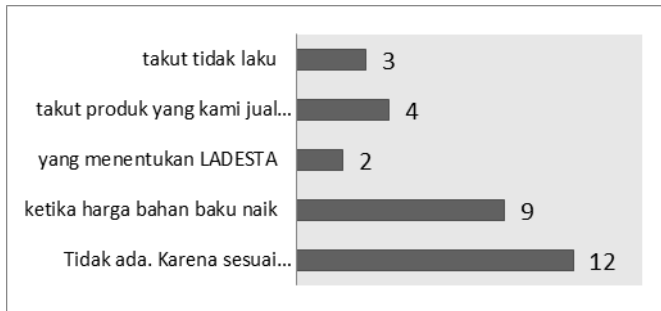 takut tidak laku 3
takut produk yang kami jual... 4
yang menentukan LADESTA 2
ketika harga bahan baku naik 9
Tidak ada. Karena sesuai... 12